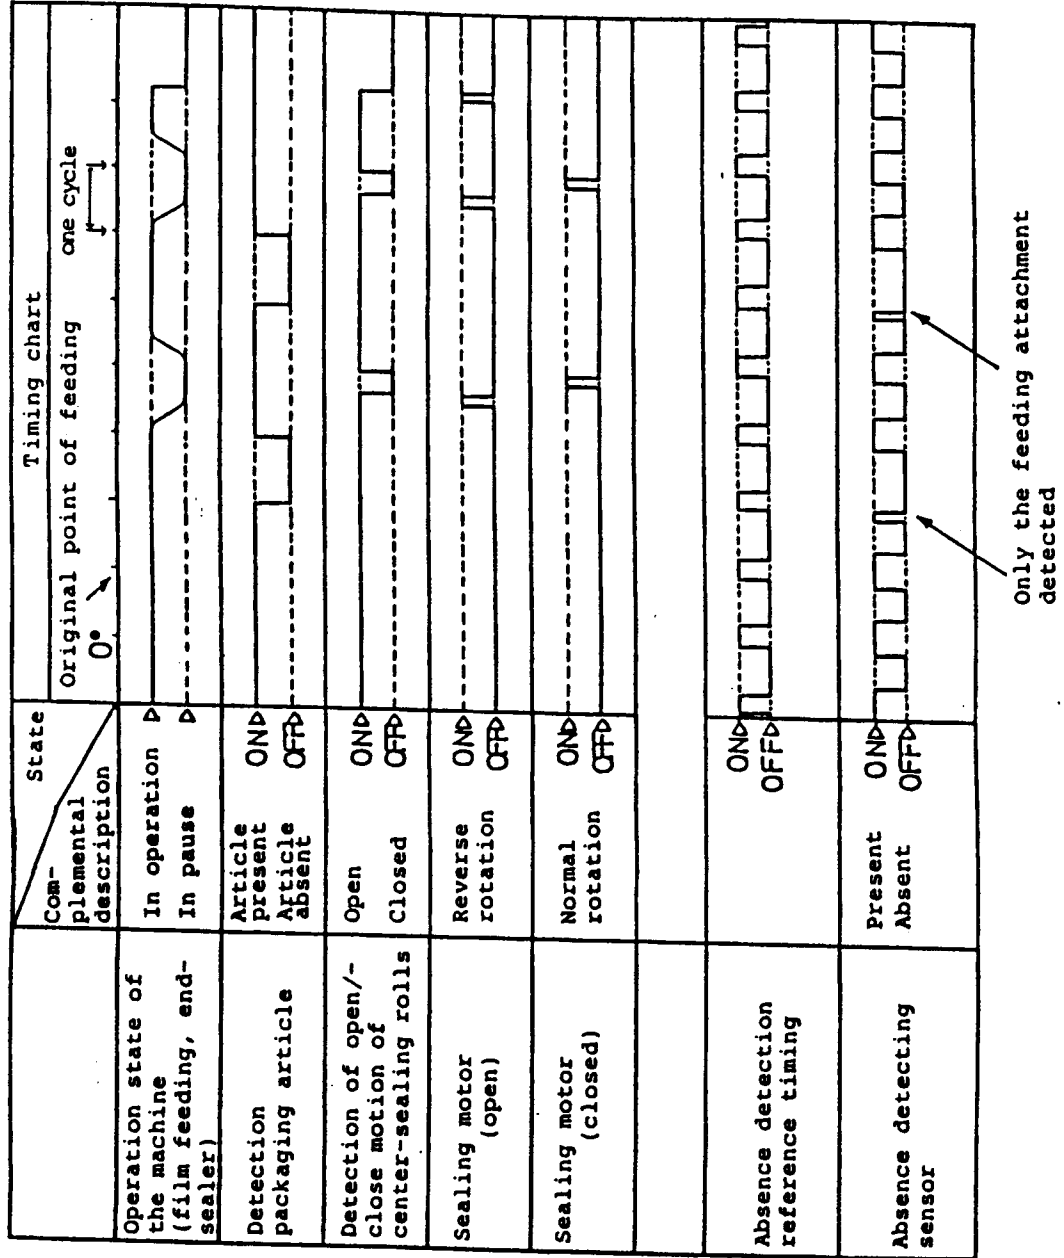 Timing chart
State
Com-
plemental
description
Original point of feeding
one cycle
0°
Operation state of
the machine
(film feeding, end-
sealer)
In operation
In pause
Detection
packaging article
Article
present
ON
Article
absent
OFF
Detection of open/-
close motion of
center-sealing rolls
Open
ON
Closed
OFF
Sealing motor
(open)
Reverse
rotation
ON
OFF
Sealing motor
(closed)
Normal
rotation
ON
OFF
Absence detection
reference timing
ON
OFF
Absence detecting
sensor
Present
ON
Absent
OFF
Only the feeding attachment
detected